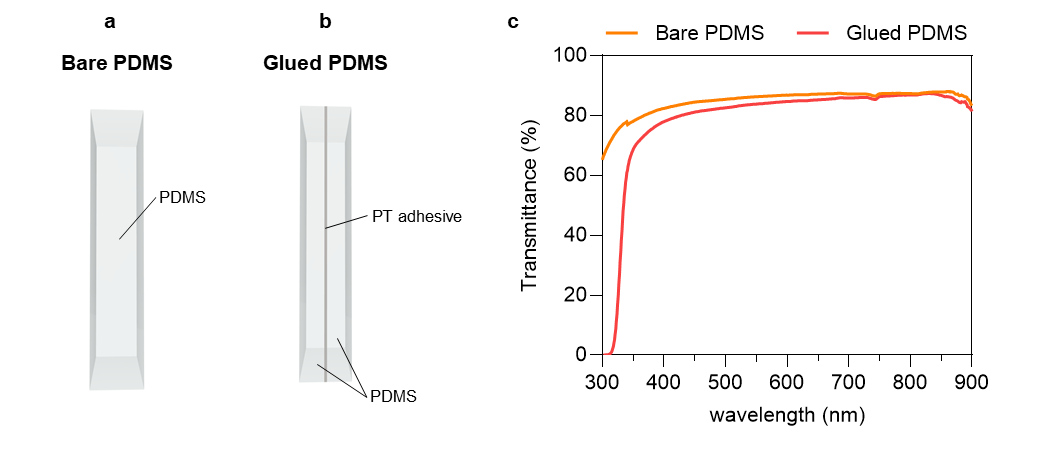 a
Bare PDMS
PDMS
b
Glued PDMS
PT adhesive
PDMS
c
Bare PDMS
Glued PDMS
Transmittance (%)
100
80
60
40
20
0
300 400 500 600 700 800 900
wavelength (nm)